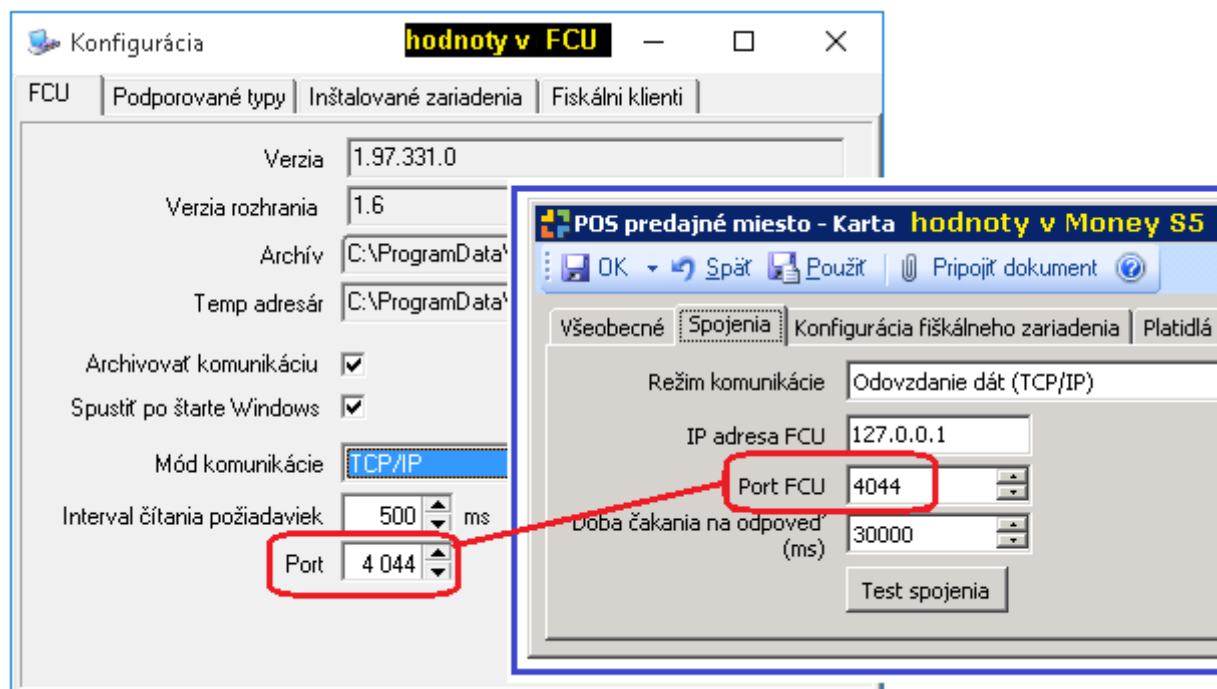 Konfigurácia hodnoty v FCU
FCU Podporované typy Inštalované zariadenia Fiskálni klienti
Verzia 1.97.331.0
Verzia rozhrania 1.6
Archív C:\ProgramData\
Temp adresár C:\ProgramData\
Archivovať komunikáciu
Spustiť po štarte Windows
Mód komunikácie TCP/IP
Interval čítania požiadaviek 500 ms
Port 4 044
POS predajné miesto - Karta hodnoty v Money S5
OK Späť Použiť Pripojiť dokument
Všeobecné Spojenia Konfigurácia fiškálneho zariadenia Platidlá
Režim komunikácie Odovzdanie dát (TCP/IP)
IP adresa FCU 127.0.0.1
Port FCU 4044
Doba čakania na odpoveď
(ms) 30000
Test spojenia